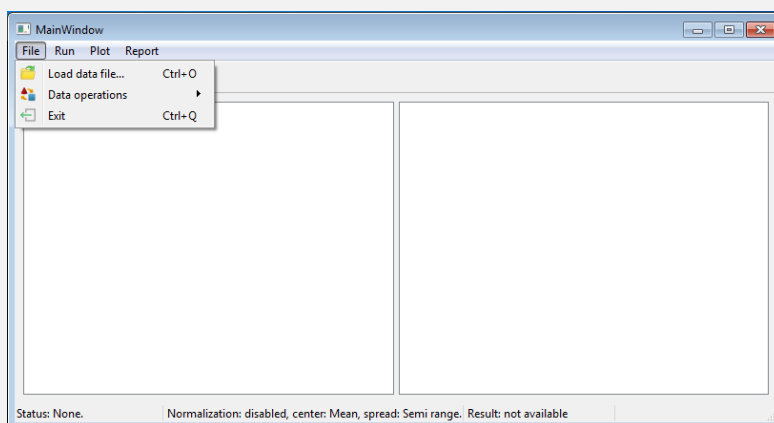 MainWindow
File Run Plot Report
Load data file... Ctrl+O
Data operations
Exit Ctrl+Q
Status: None. Normalization: disabled, center: Mean, spread: Semi range. Result: not available